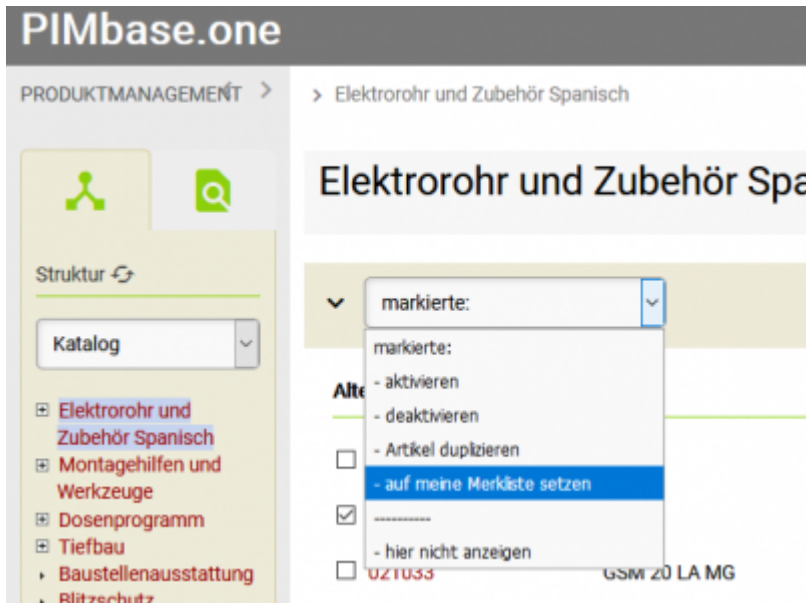 PIMbase.one
PRODUKTMANAGEMENT
> Elektrorohr und Zubehör Spanisch
Elektrorohr und Zubehör Spa
Struktur
Katalog
Elektrorohr und
Zubehör Spanisch
Montagehilfen und
Werkzeuge
Dosenprogramm
Tiefbau
Baustellenausstattung
Blitzschutz
markierte:
markierte:
- aktivieren
- deaktivieren
- Artikel duplizieren
- auf meine Merkliste setzen
----------
- hier nicht anzeigen
Alte
021033 GSM 20 LA MG